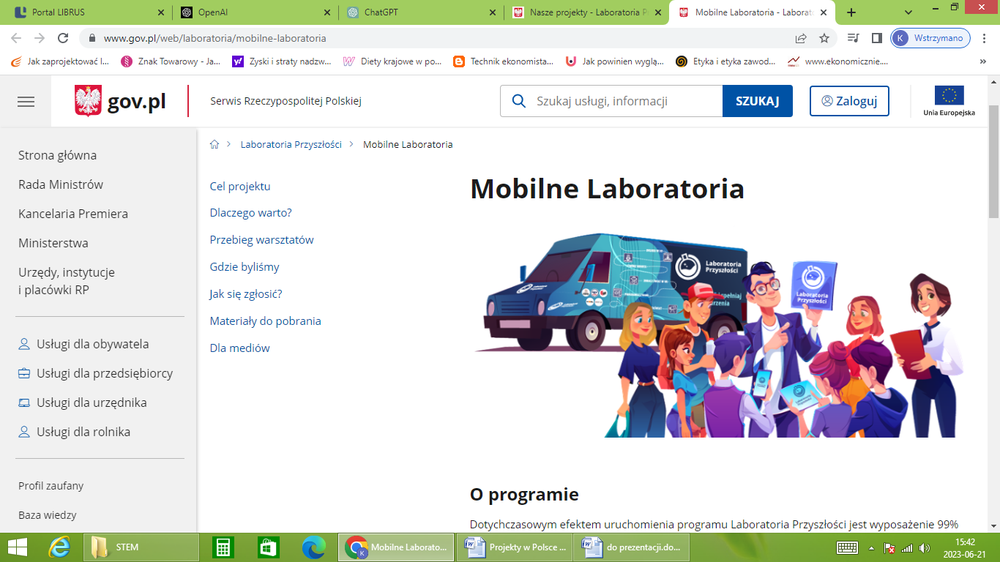 Portal LIBRUS
OpenAI
ChatGPT
Nasze projekty - Laboratoria P
Mobilne Laboratoria - Laborato
www.gov.pl/web/laboratoria/mobilne-laboratoria
K Wstrzymano
Jak zaprojektować l...
Znak Towarowy - Ja...
Zyski i straty nadzw...
Diety krajowe w po...
Technik ekonomista...
Jak powinien wyglą...
Etyka i etyka zawod...
www.ekonomicznie....
gov.pl
Serwis Rzeczypospolitej Polskiej
Szukaj usługi, informacji
SZUKAJ
Zaloguj
Unia Europejska
Strona główna
Rada Ministrów
Kancelaria Premiera
Ministerstwa
Urzędy, instytucje
i placówki RP
Usługi dla obywatela
Usługi dla przedsiębiorcy
Usługi dla urzędnika
Usługi dla rolnika
Profil zaufany
Baza wiedzy
Laboratoria Przyszłości
Mobilne Laboratoria
Cel projektu
Dlaczego warto?
Przebieg warsztatów
Gdzie byliśmy
Jak się zgłosić?
Materiały do pobrania
Dla mediów
Mobilne Laboratoria
Laboratoria
Przyszłości
Laboratoria
Przyszłości
O programie
Dotychczasowym efektem uruchomienia programu Laboratoria Przyszłości jest wyposażenie 99%
STEM
Mobilne Laborato...
Projekty w Polsce ...
do prezentacji.do...
15:42
2023-06-21